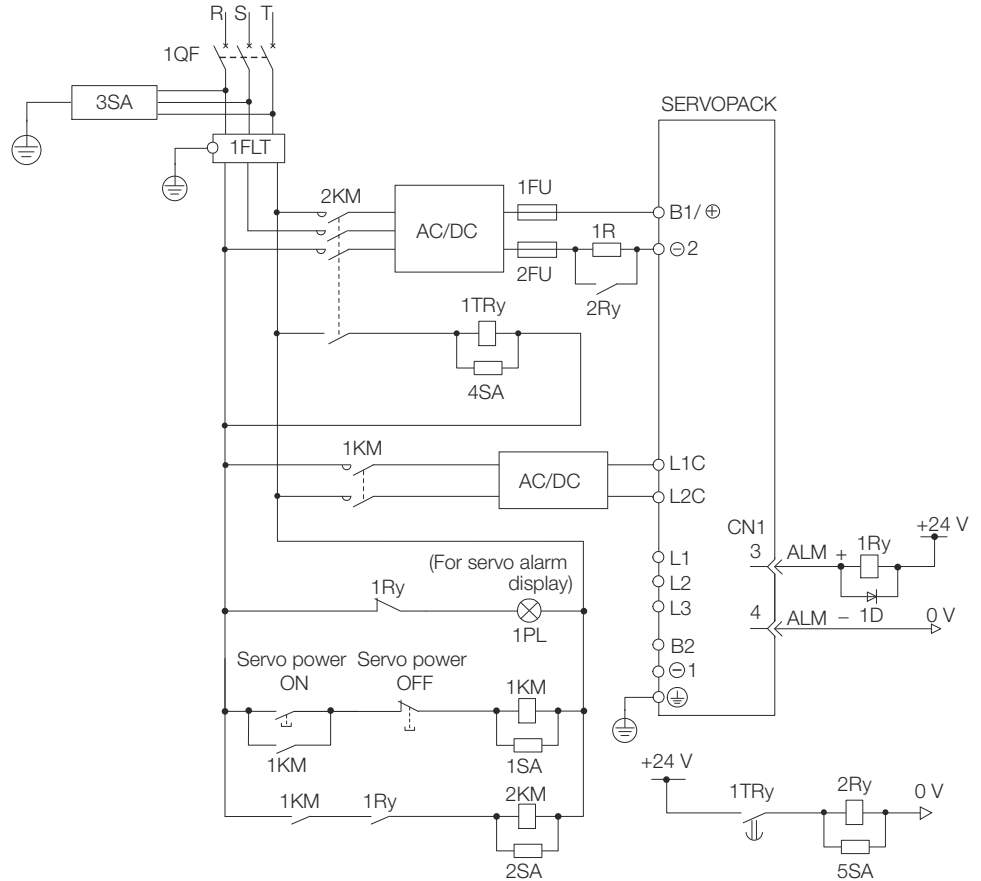 R S T
1QF
3SA
1FLT
SERVOPACK
2KM
AC/DC
1FU
B1/⊕
1R
⊖2
2FU
2Ry
1TRy
4SA
1KM
AC/DC
L1C
L2C
CN1
+24 V
3 ALM + 1Ry
L1
(For servo alarm
display)
L2
1Ry
L3
4 ALM − 1D 0 V
1PL
B2
Servo power
ON
Servo power
OFF
⊖1
1KM
1KM
1SA
+24 V
1KM 1Ry 2KM
1TRy 2Ry 0 V
2SA
5SA